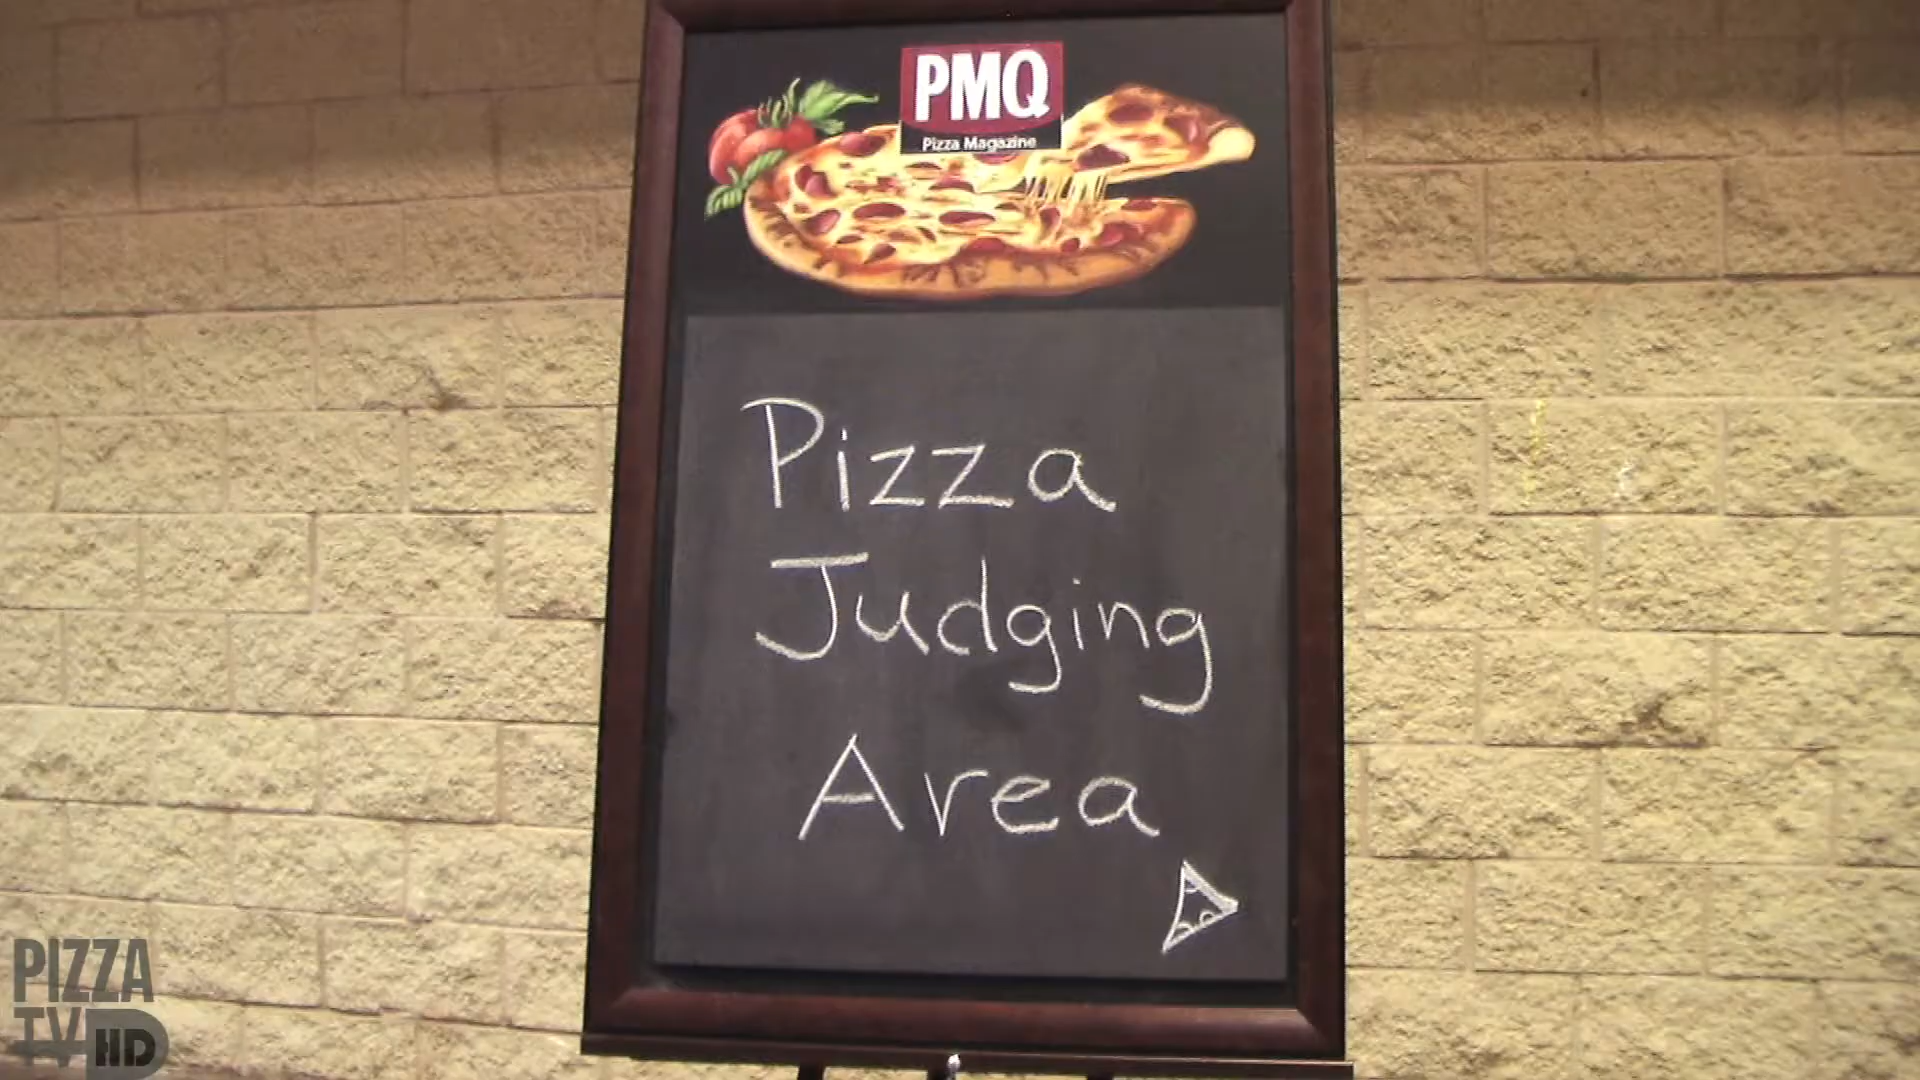 PMQ
Pizza Magazine
Pizza
Judging
Area
PIZZA
TV HD